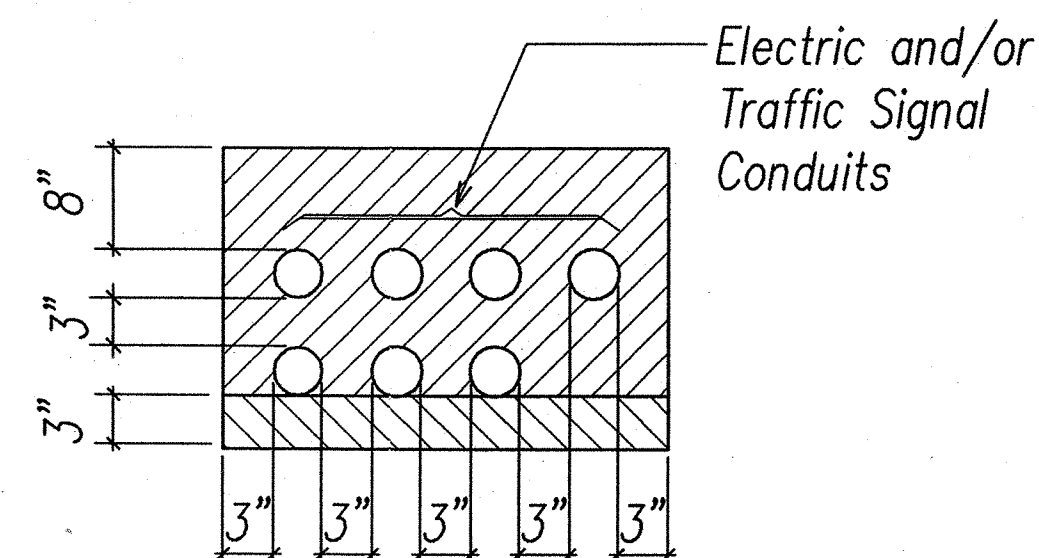 Electric and/or
Traffic Signal
Conduits
8"
3"
3"
3" 3" 3" 3" 3"